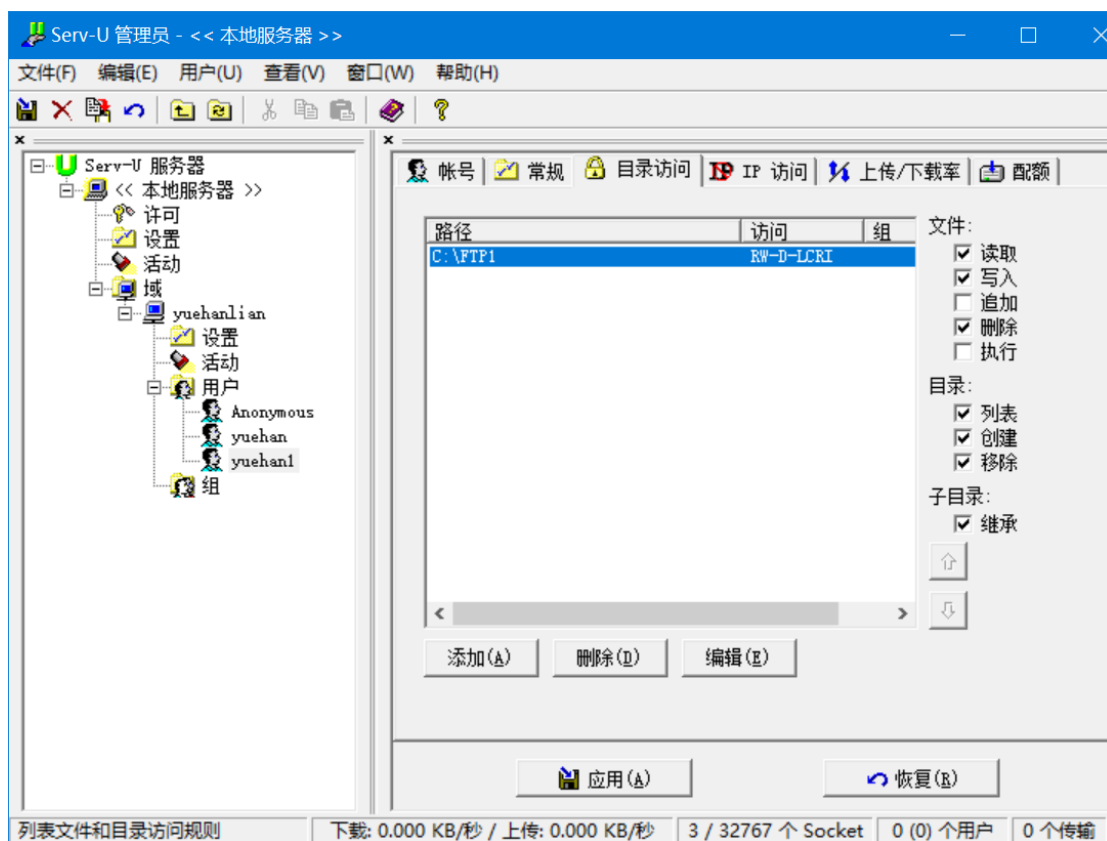 Serv-U 管理员 - << 本地服务器 >>
文件(F) 编辑(E) 用户(U) 查看(V) 窗口(W) 帮助(H)
Serv-U 服务器
<< 本地服务器 >>
许可
设置
活动
域
yuehanlian
设置
活动
用户
Anonymous
yuehan
yuehan1
组
帐号 常规 目录访问 IP 访问 上传/下载率 配额
路径 访问 组
C:\FTP1 RW-D-LCRI
文件:
读取
写入
追加
删除
执行
目录:
列表
创建
移除
子目录:
继承
添加(A) 删除(D) 编辑(E)
应用(A) 恢复(R)
列表文件和目录访问规则 下载: 0.000 KB/秒 / 上传: 0.000 KB/秒 3 / 32767 个 Socket 0 (0) 个用户 0 个传输